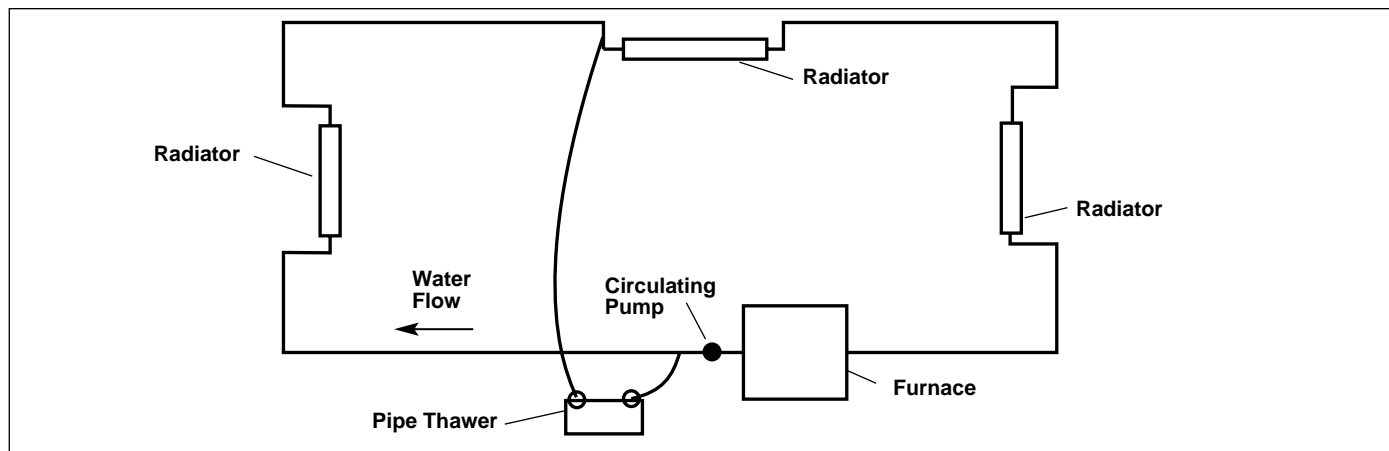 Radiator
Radiator
Radiator
Water
Flow
Circulating
Pump
Furnace
Pipe Thawer